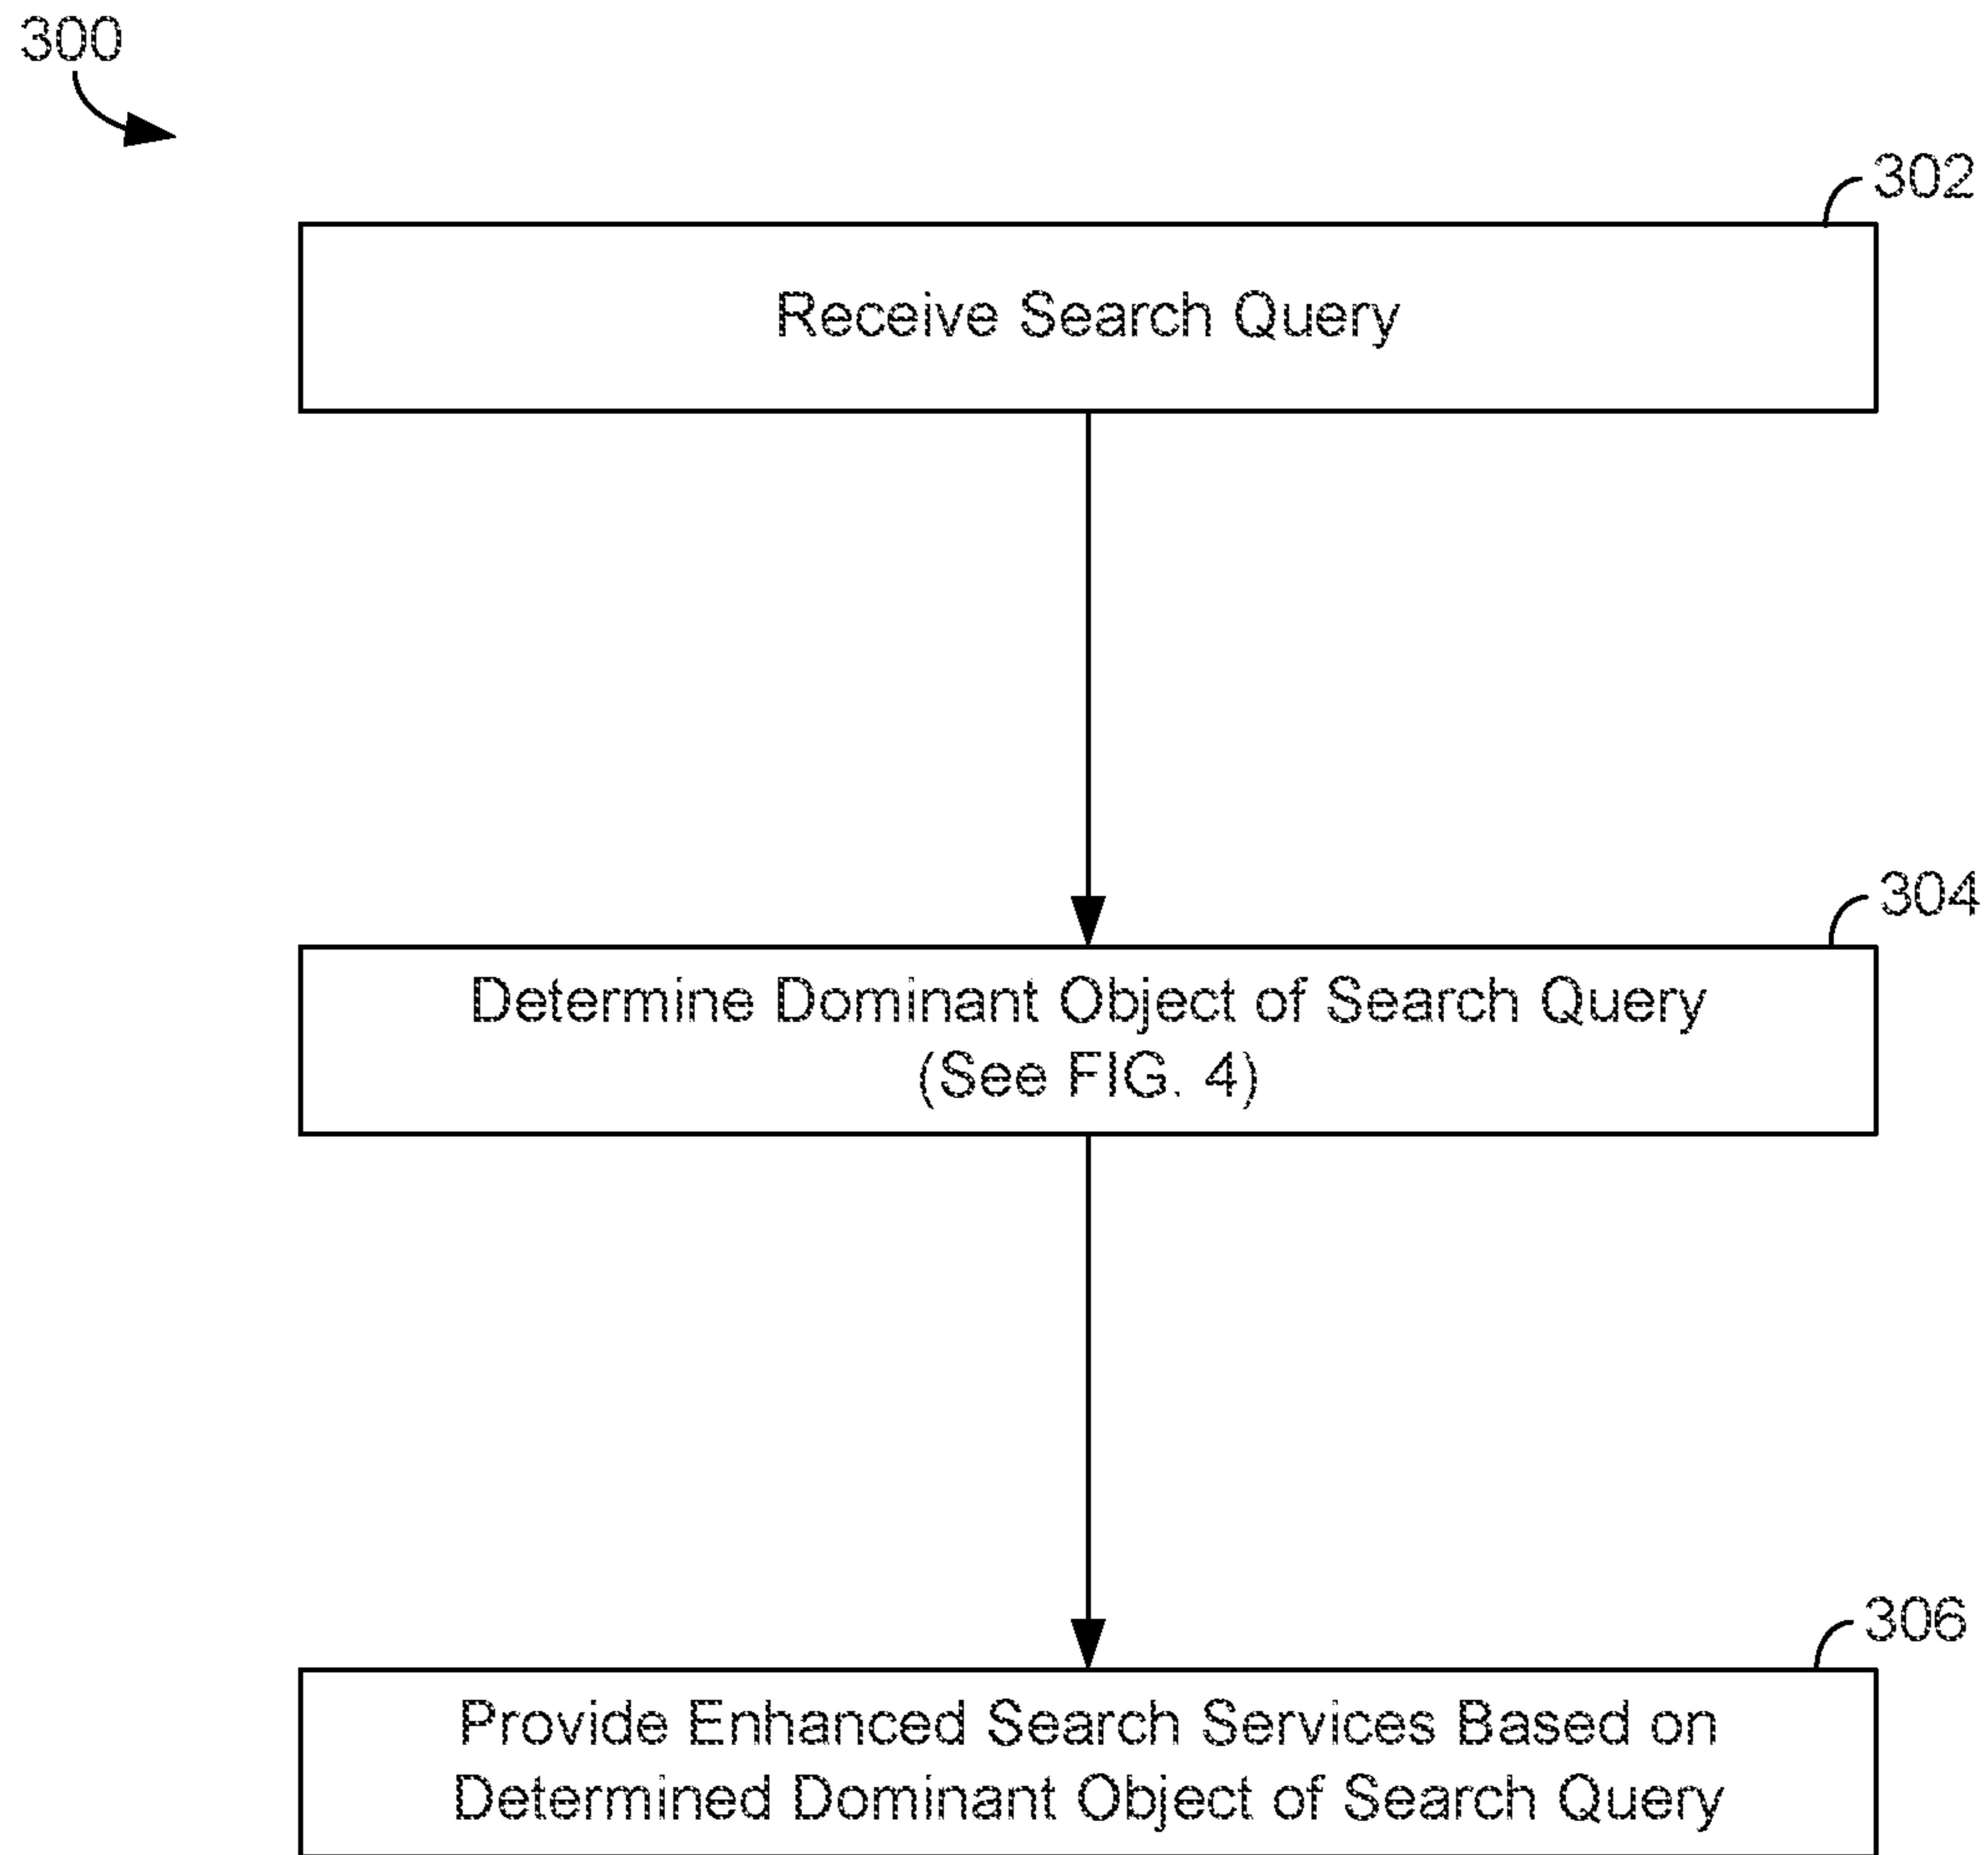 300
302
Receive Search Query
304
Determine Dominant Object of Search Query
(See FIG. 4)
306
Provide Enhanced Search Services Based on
Determined Dominant Object of Search Query